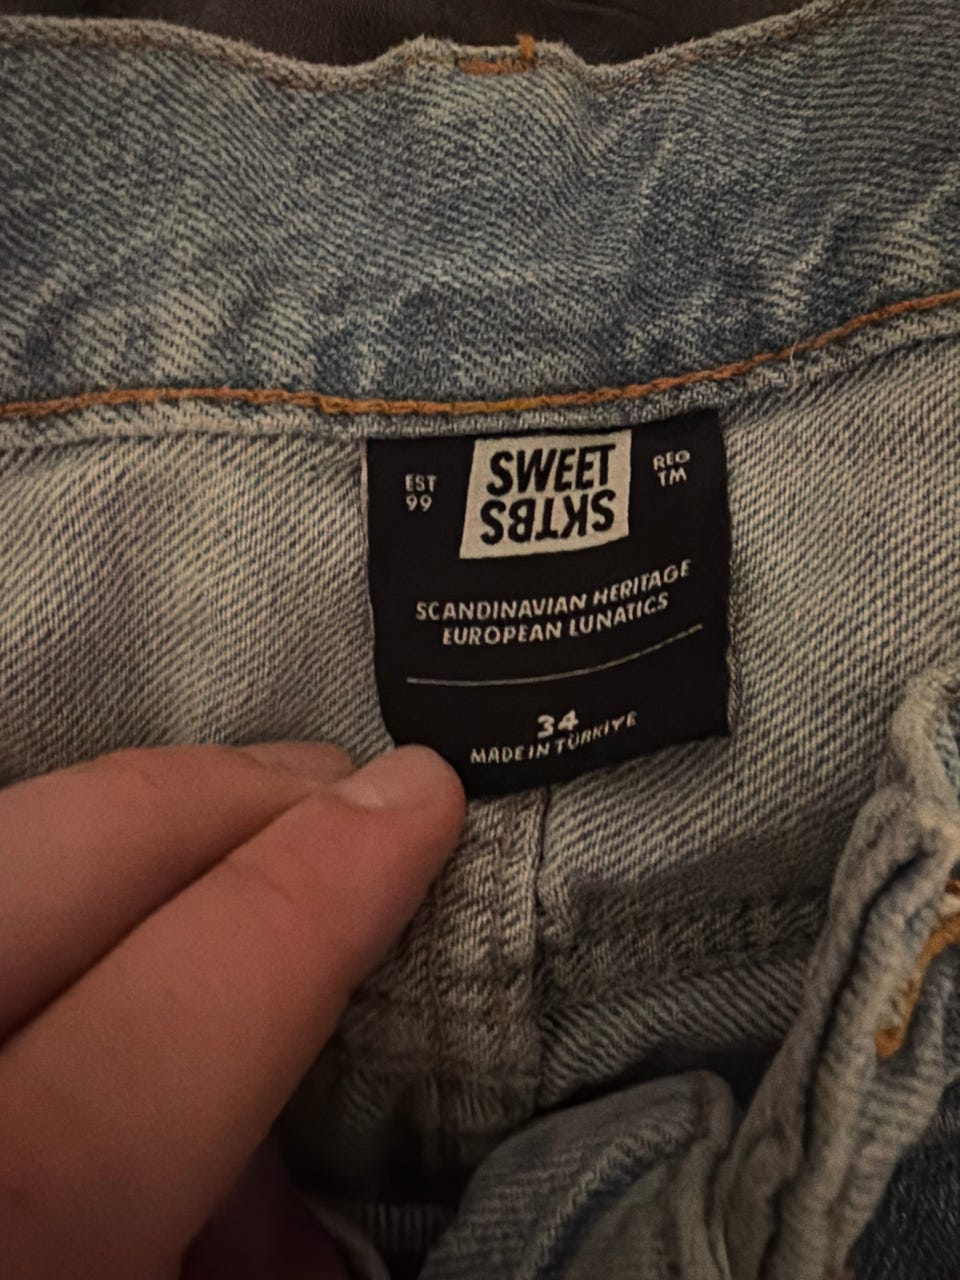 EST
99
SWEET
SKTBS
REG
TM
SCANDINAVIAN HERITAGE
EUROPEAN LUNATICS
34
MADE IN TÜRKIYE